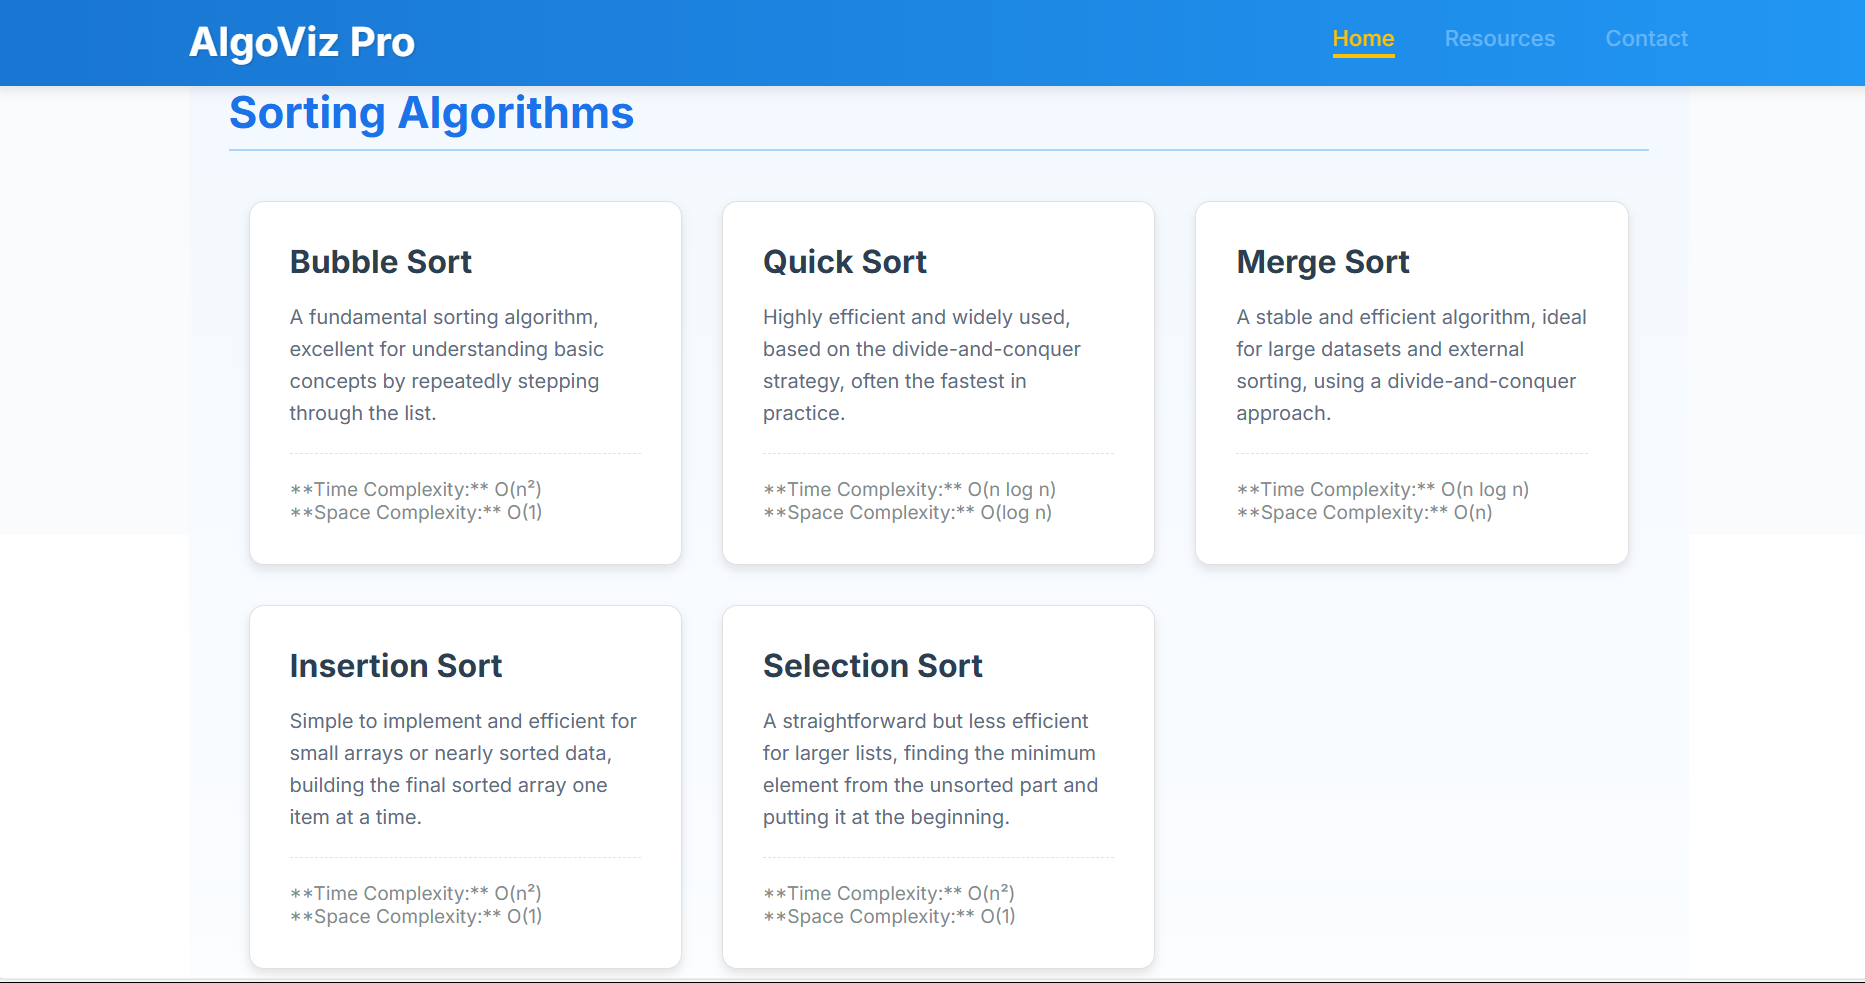 AlgoViz Pro
Home Resources Contact
Sorting Algorithms
Bubble Sort
A fundamental sorting algorithm,
excellent for understanding basic
concepts by repeatedly stepping
through the list.
**Time Complexity:** O(n²)
**Space Complexity:** O(1)
Quick Sort
Highly efficient and widely used,
based on the divide-and-conquer
strategy, often the fastest in
practice.
**Time Complexity:** O(n log n)
**Space Complexity:** O(log n)
Merge Sort
A stable and efficient algorithm, ideal
for large datasets and external
sorting, using a divide-and-conquer
approach.
**Time Complexity:** O(n log n)
**Space Complexity:** O(n)
Insertion Sort
Simple to implement and efficient for
small arrays or nearly sorted data,
building the final sorted array one
item at a time.
**Time Complexity:** O(n²)
**Space Complexity:** O(1)
Selection Sort
A straightforward but less efficient
for larger lists, finding the minimum
element from the unsorted part and
putting it at the beginning.
**Time Complexity:** O(n²)
**Space Complexity:** O(1)